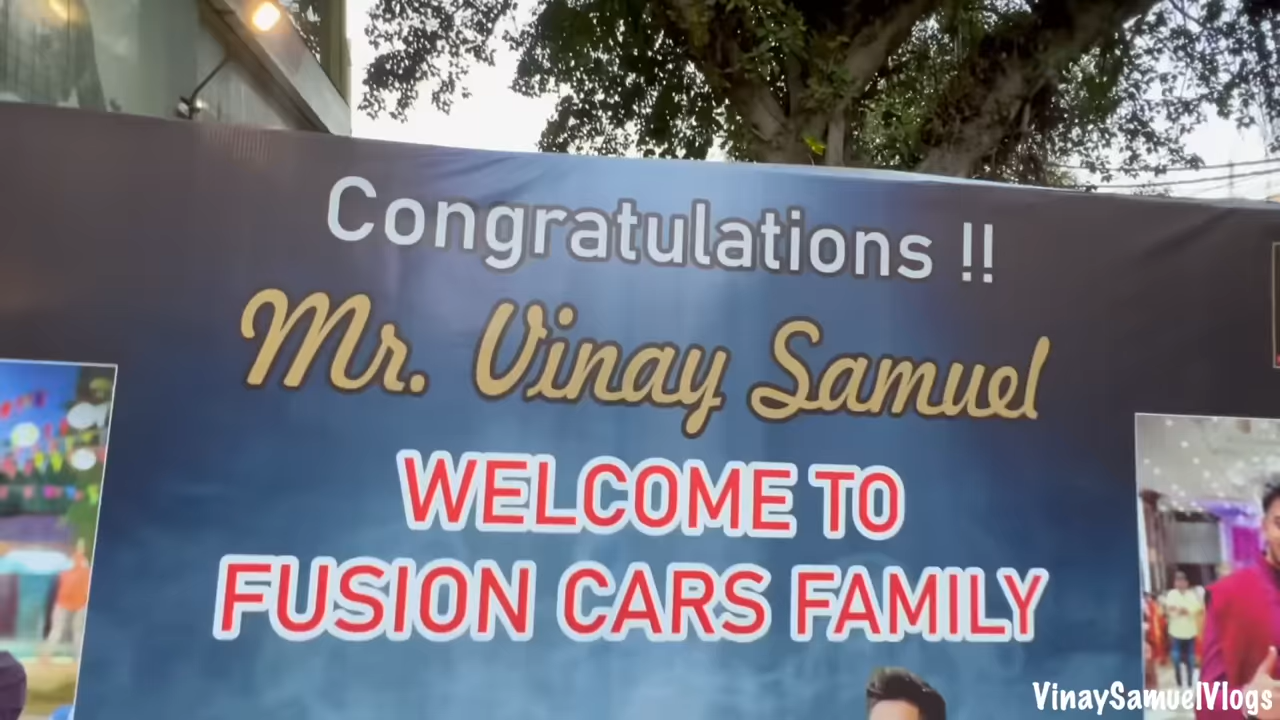 Congratulations !!
Mr. Vinay Samuel
WELCOME TO
FUSION CARS FAMILY
VinaySamuelVlogs